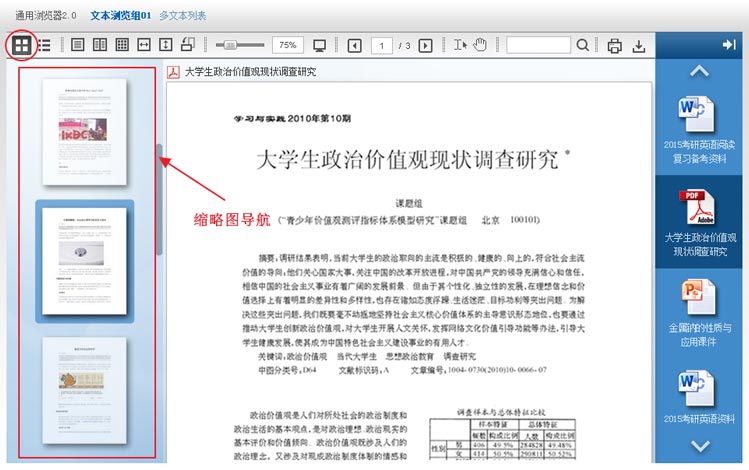 通用浏览器2.0 文本浏览组01 多文本列表
75% 1 / 3
大学生政治价值观现状调查研究
学习与实践 2010年第10期
大学生政治价值观现状调查研究*
课题组
(“青少年价值观测评指标体系模型研究”课题组 北京 100101)
缩略图导航
摘要:调研结果表明,当前大学生的政治取向的主流是积极的、健康的、向上的,符合社会主流
价值的导向;他们关心国家大事,关注中国的改革开放进程,对中国共产党的领导充满信心和信任,
相信中国的社会主义事业有着广阔的发展前景。但由于其个性化、独立性的发展,在理想信念和价
值选择上有着明显的差异性和多样性,也存在诸如态度浮躁、生活迷茫、目标功利等突出问题。为解
决这些突出问题,我们既要毫不动摇地坚持社会主义核心价值体系的主导意识形态地位,也要通过
推动大学生创新政治价值观,对大学生开展人文关怀,发挥网络文化价值引导功能等办法,引导大
学生健康发展,使其成为中国特色社会主义建设事业的有用人才。
关键词:政治价值观 当代大学生 思想政治教育 调查研究
中图分类号:D64 文献标识码:A 文章编号:1004-0730(2010)10-0066-07
政治价值观是人们对所处社会的政治制度和
政治生活的基本观点,是对政治理想、政治现实的
基本评价和价值倾向。政治价值观既涉及人们的
政治理念,又涉及对现成政治制度体制的情感和
调查样本与总体特征比较
样本特征 总体特征
频数 构成比例 人数 构成比例
性别 男 406 49.5% 284828 49.48%
女 414 50.5% 290811 50.52%
2015考研英语阅读
复习备考资料
PDF
大学生政治价值观
现状调查研究
金属的性质与
应用课件
2015考研英语资料